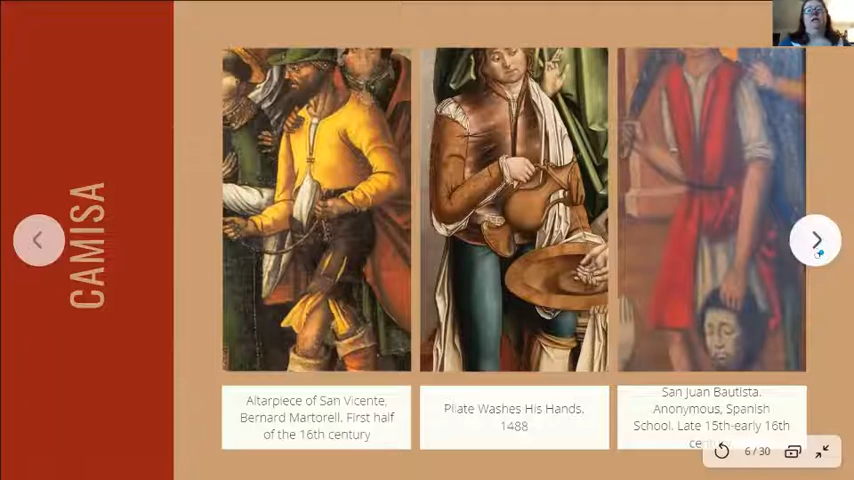 CAMISA
Altarpiece of San Vicente,
Bernard Martorell. First half
of the 16th century
Pilate Washes His Hands.
1488
San Juan Bautista.
Anonymous, Spanish
School. Late 15th-early 16th
6 / 30